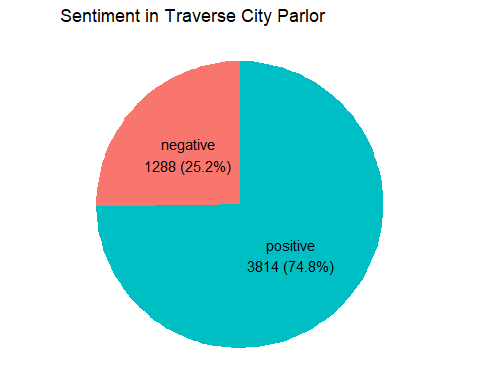 Sentiment in Traverse City Parlor
negative
1288 (25.2%)
positive
3814 (74.8%)